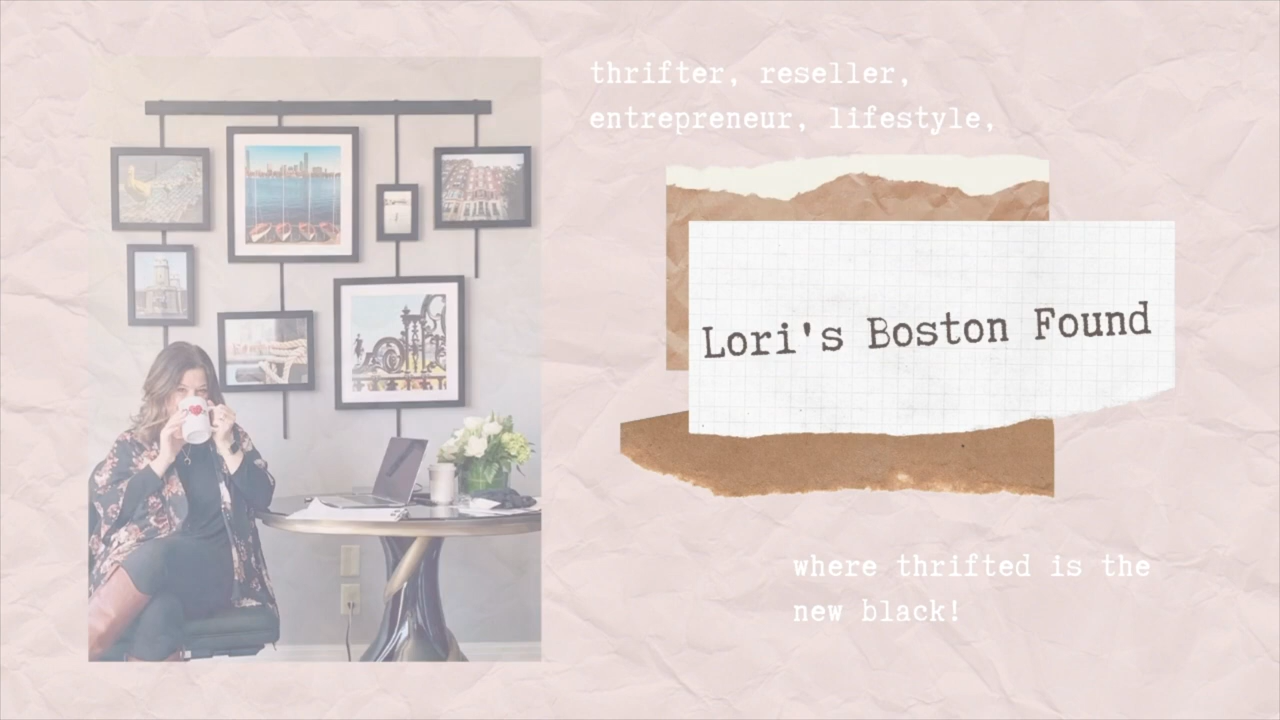 thrifter, reseller,
entrepreneur, lifestyle,
Lori's Boston Found
where thrifted is the
new black!